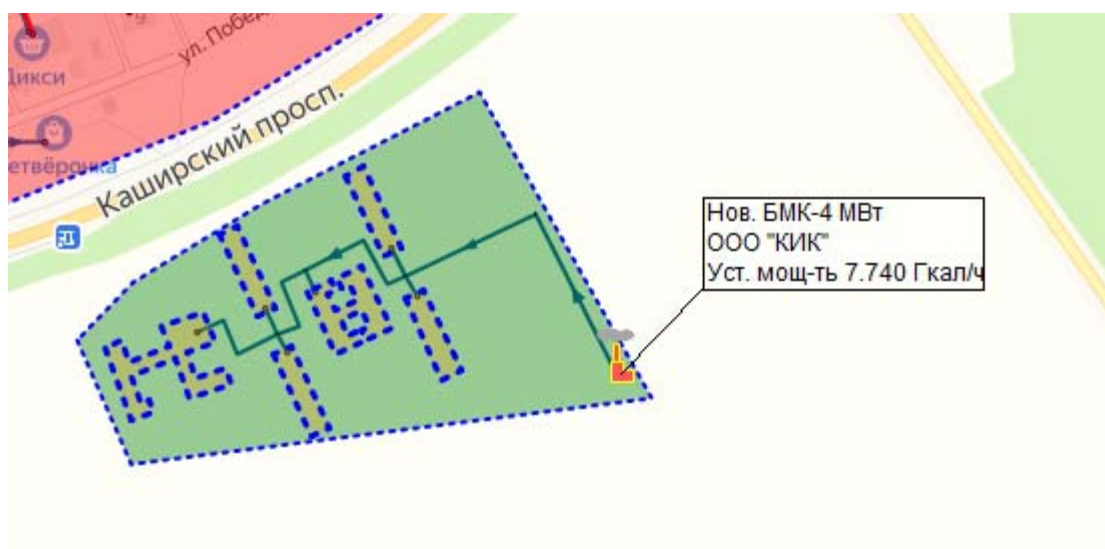 ул. Побед
Дикси
етвёрочка
Каширский просп.
Нов. БМК-4 МВт
ООО "КИК"
Уст. мощ-ть 7.740 Гкал/ч